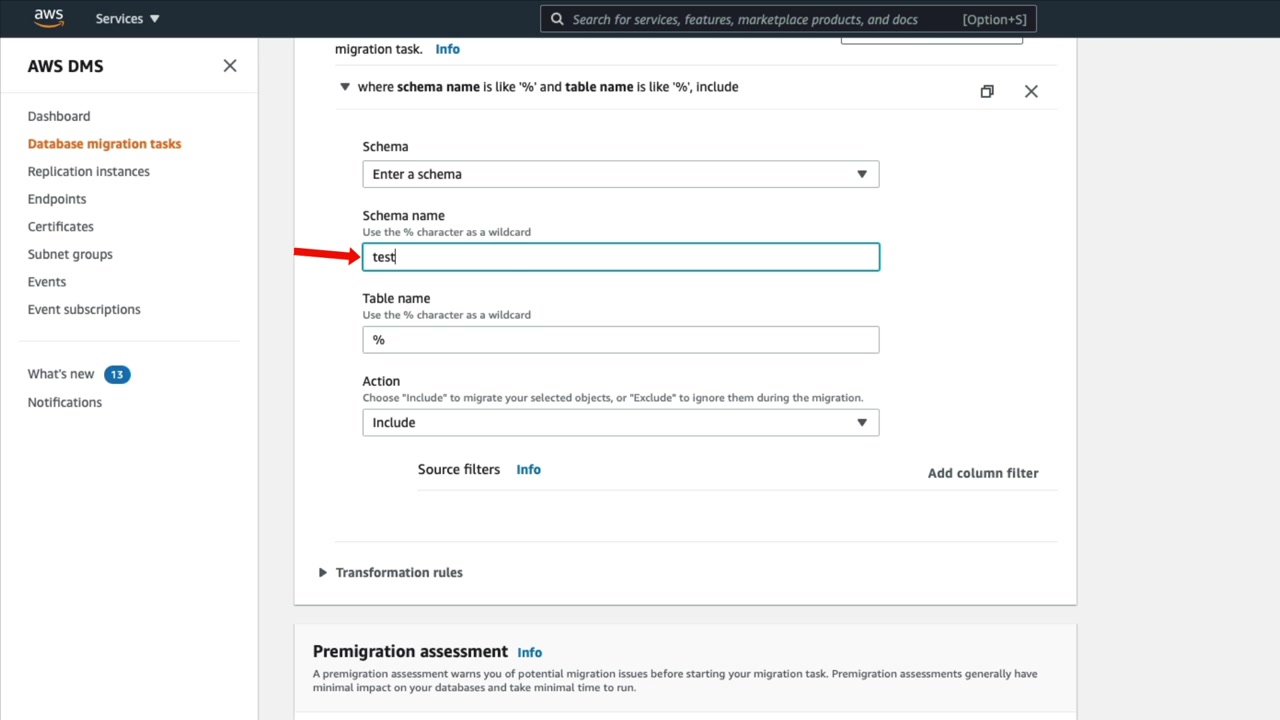 aws
Services
Search for services, features, marketplace products, and docs
[Option+S]
AWS DMS
Dashboard
Database migration tasks
Replication instances
Endpoints
Certificates
Subnet groups
Events
Event subscriptions
What's new 13
Notifications
migration task. Info
where schema name is like '%' and table name is like '%', include
Schema
Enter a schema
Schema name
Use the % character as a wildcard
test
Table name
Use the % character as a wildcard
%
Action
Choose "Include" to migrate your selected objects, or "Exclude" to ignore them during the migration.
Include
Source filters Info
Add column filter
Transformation rules
Premigration assessment Info
A premigration assessment warns you of potential migration issues before starting your migration task. Premigration assessments generally have
minimal impact on your databases and take minimal time to run.